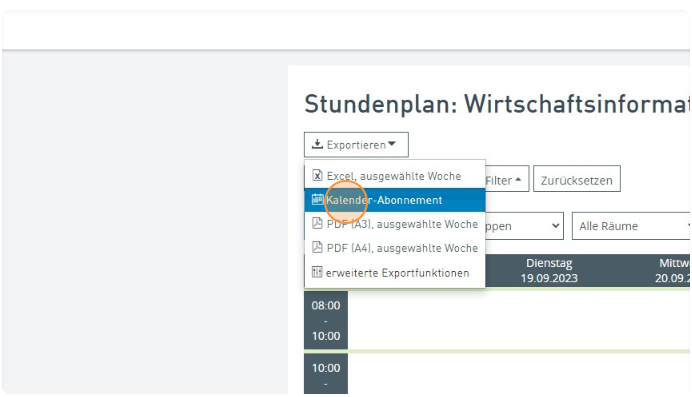 Stundenplan: Wirtschaftsinformat
Exportieren
Excel, ausgewählte Woche
Filter
Zurücksetzen
Kalender-Abonnement
PDF (A3), ausgewählte Woche
ppen
Alle Räume
PDF (A4), ausgewählte Woche
erweiterte Exportfunktionen
Dienstag
19.09.2023
Mittw
20.09.2
08:00
-
10:00
10:00
-